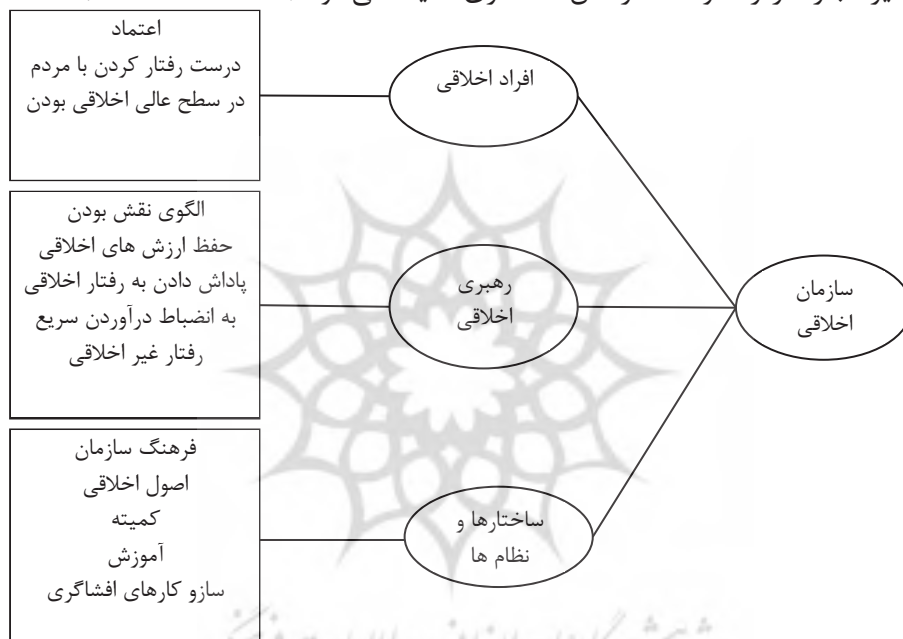 اعتماد
درست رفتار کردن با مردم
در سطح عالی اخلاقی بودن
افراد اخلاقی
الگوی نقش بودن
حفظ ارزش های اخلاقی
پاداش دادن به رفتار اخلاقی
به انضباط درآوردن سریع
رفتار غیر اخلاقی
رهبری
اخلاقی
سازمان
اخلاقی
فرهنگ سازمان
اصول اخلاقی
کمیته
آموزش
سازو کارهای افشاگری
ساختارها و
نظام ها